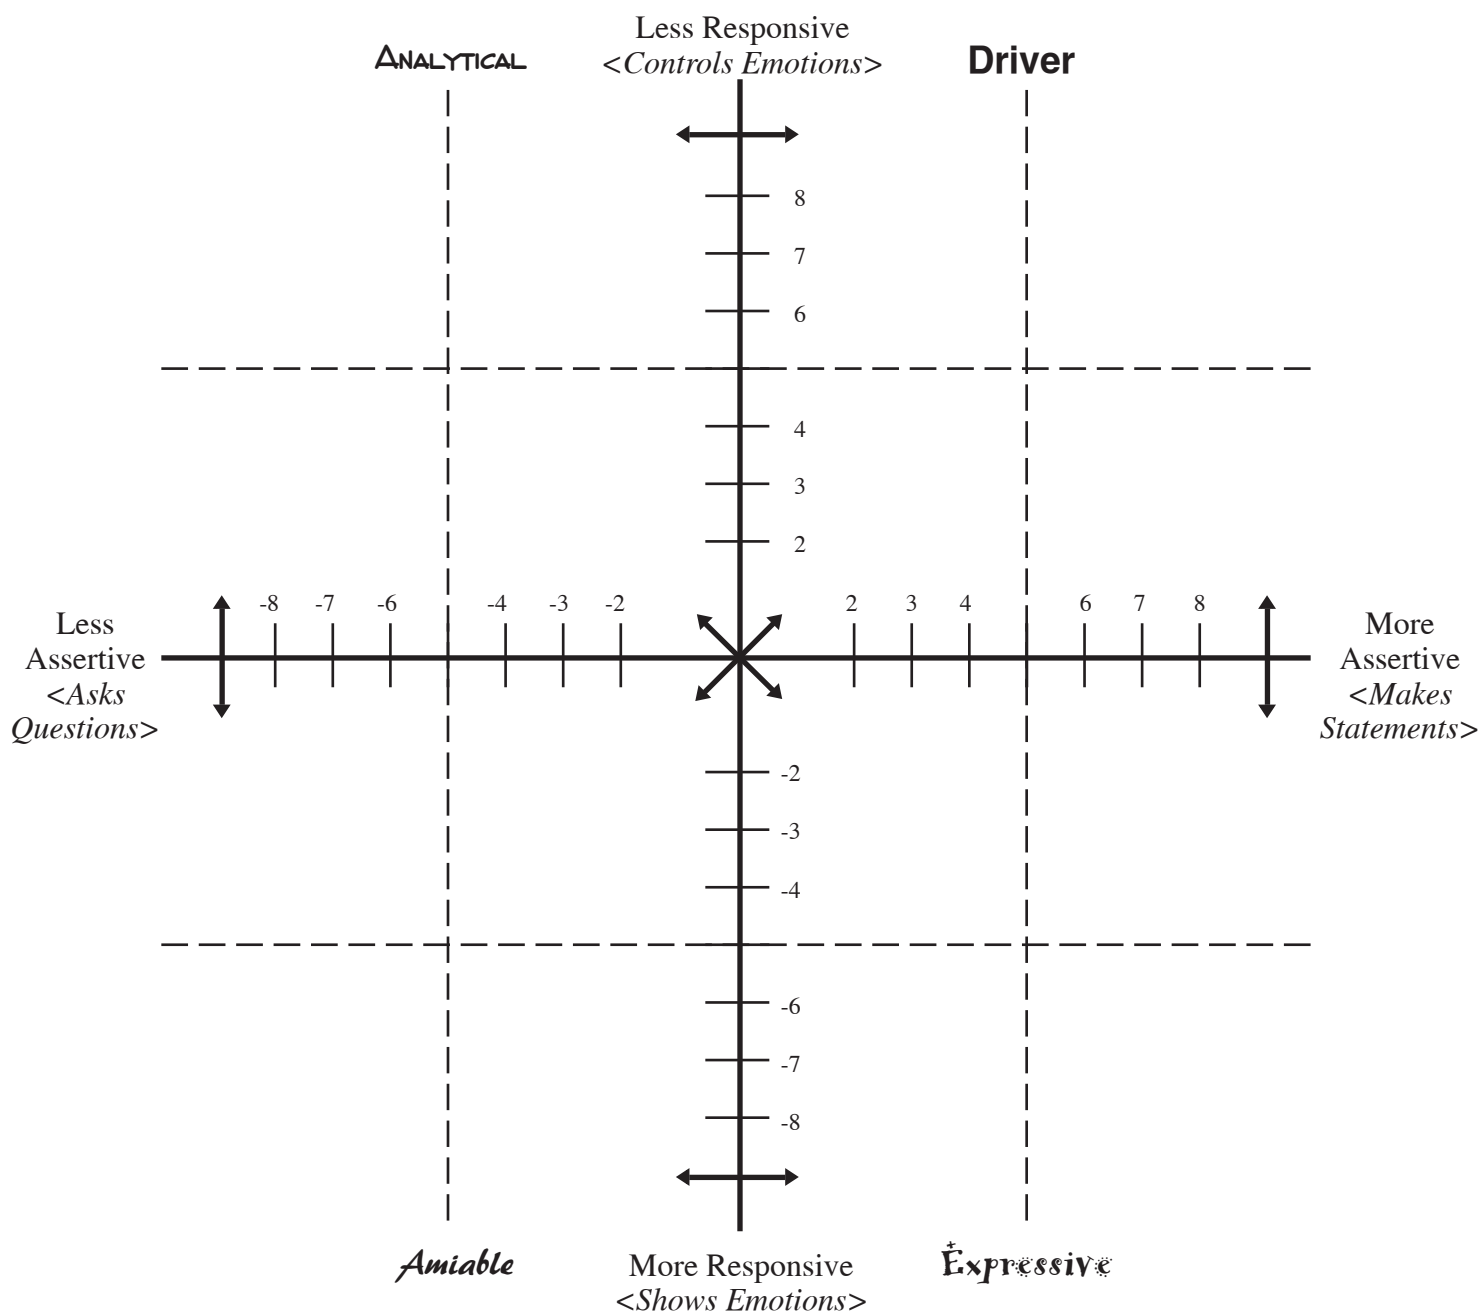 Less Responsive
ANALYTICAL <Controls Emotions> Driver
8
7
6
4
3
2
-8 -7 -6 -4 -3 -2 2 3 4 6 7 8
Less
Assertive
<Asks
Questions>
More
Assertive
<Makes
Statements>
-2
-3
-4
-6
-7
-8
Amiable More Responsive Expressive
<Shows Emotions>